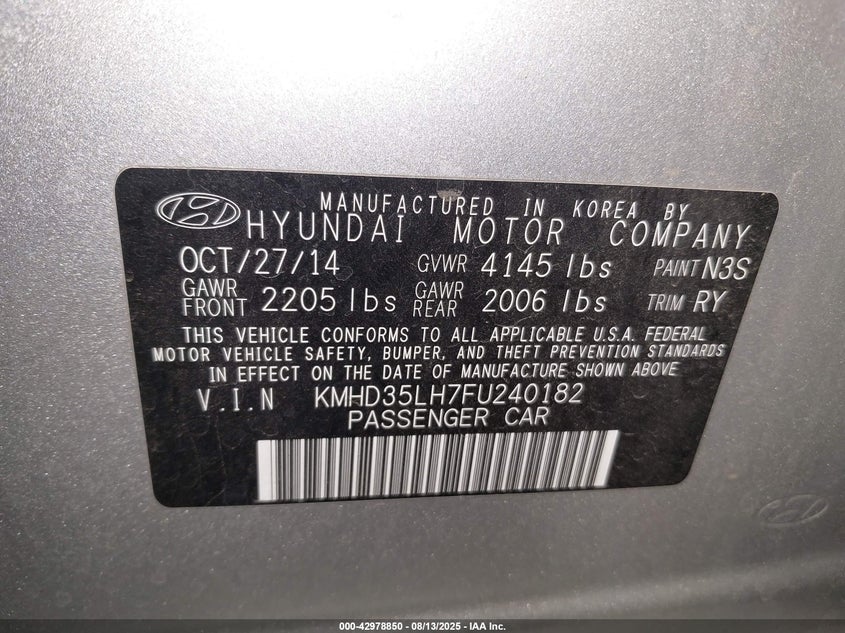 MANUFACTURED IN KOREA BY
HYUNDAI MOTOR COMPANY
OCT/27/14 GVWR 4145 lbs PAINT N3S
GAWR FRONT 2205 lbs GAWR REAR 2006 lbs TRIM RY
THIS VEHICLE CONFORMS TO ALL APPLICABLE U.S.A. FEDERAL
MOTOR VEHICLE SAFETY, BUMPER, AND THEFT PREVENTION STANDARDS
IN EFFECT ON THE DATE OF MANUFACTURE SHOWN ABOVE
V.I.N KMHD35LH7FU240182
PASSENGER CAR
000-42978850 - 08/13/2025 - IAA Inc.